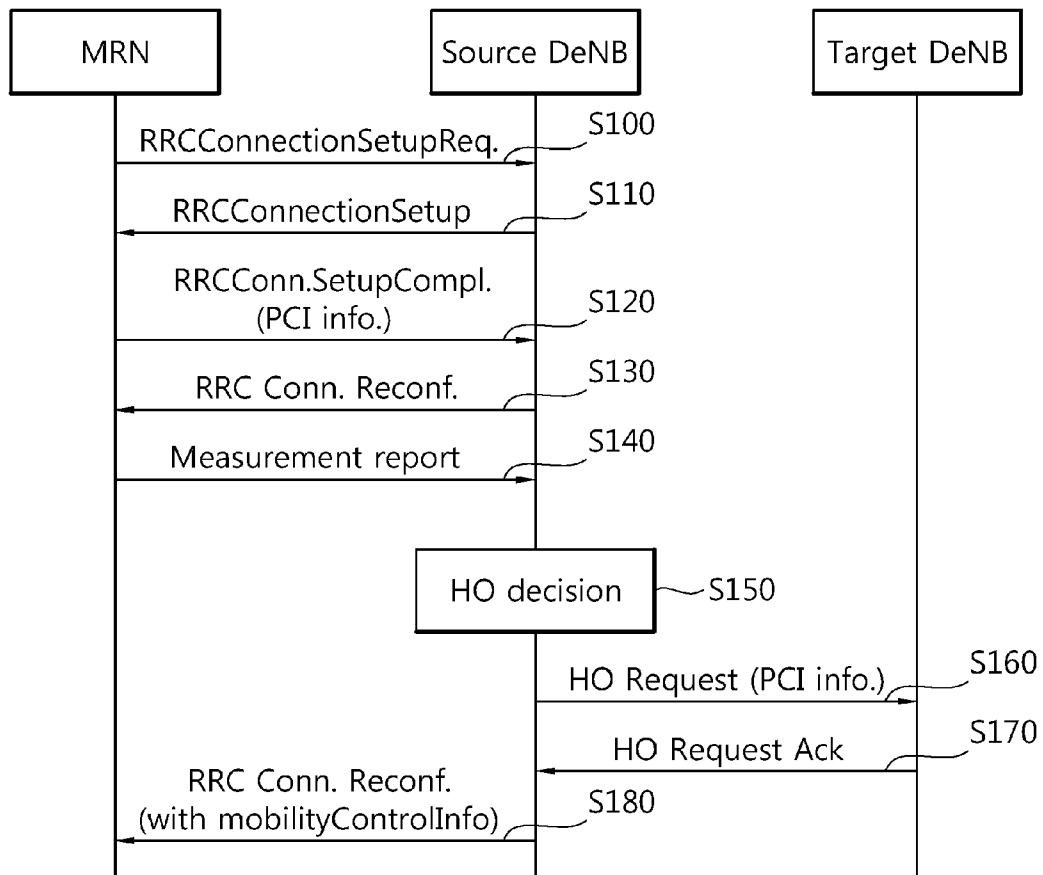 MRN
Source DeNB
Target DeNB
S100
RRCConnectionSetupReq.
S110
RRCConnectionSetup
RRCConn.SetupCompl.
(PCI info.)
S120
S130
RRC Conn. Reconf.
S140
Measurement report
HO decision
S150
S160
HO Request (PCI info.)
S170
HO Request Ack
RRC Conn. Reconf.
(with mobilityControlInfo)
S180